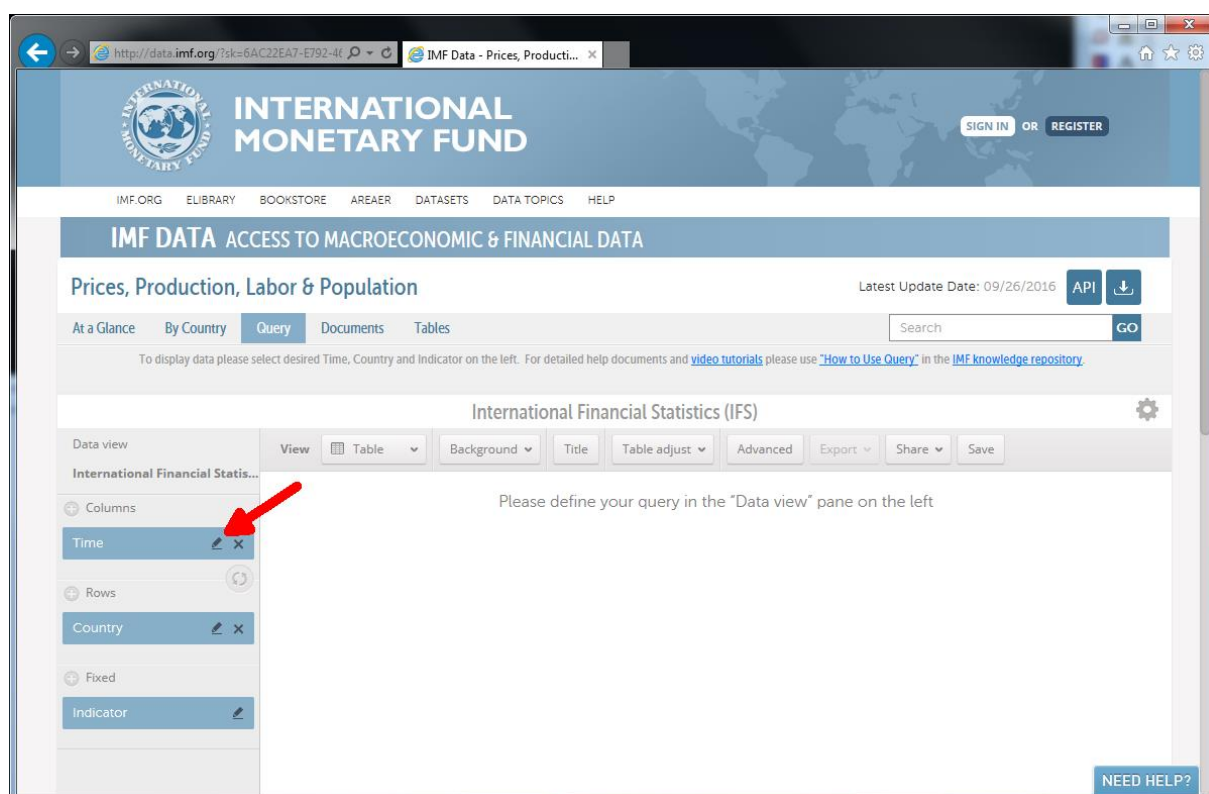 http://data.imf.org/?sk=6AC22EA7-E792-4
IMF Data - Prices, Producti...
INTERNATIONAL MONETARY FUND
INTERNATIONAL
MONETARY FUND
SIGN IN OR REGISTER
IMF.ORG ELIBRARY BOOKSTORE AREAER DATASETS DATA TOPICS HELP
IMF DATA ACCESS TO MACROECONOMIC & FINANCIAL DATA
Prices, Production, Labor & Population
Latest Update Date: 09/26/2016 API
At a Glance By Country Query Documents Tables Search GO
To display data please select desired Time, Country and Indicator on the left. For detailed help documents and video tutorials please use "How to Use Query" in the IMF knowledge repository.
International Financial Statistics (IFS)
Data view
International Financial Statis...
View Table Background Title Table adjust Advanced Export Share Save
Please define your query in the "Data view" pane on the left
Columns
Time
Rows
Country
Fixed
Indicator
NEED HELP?